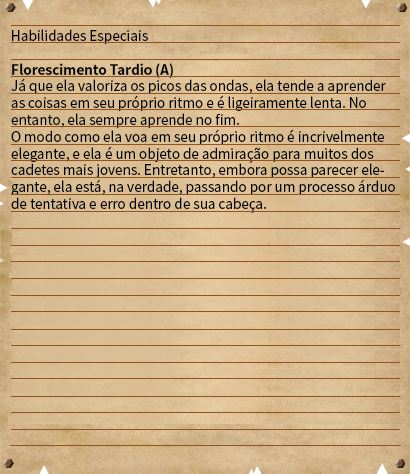 Habilidades Especiais
Florescimento Tardio (A)
Já que ela valoriza os picos das ondas, ela tende a aprender
as coisas em seu próprio ritmo e é ligeiramente lenta. No
entanto, ela sempre aprende no fim.
O modo como ela voa em seu próprio ritmo é incrivelmente
elegante, e ela é um objeto de admiração para muitos dos
cadetes mais jovens. Entretanto, embora possa parecer ele-
gante, ela está, na verdade, passando por um processo árduo
de tentativa e erro dentro de sua cabeça.